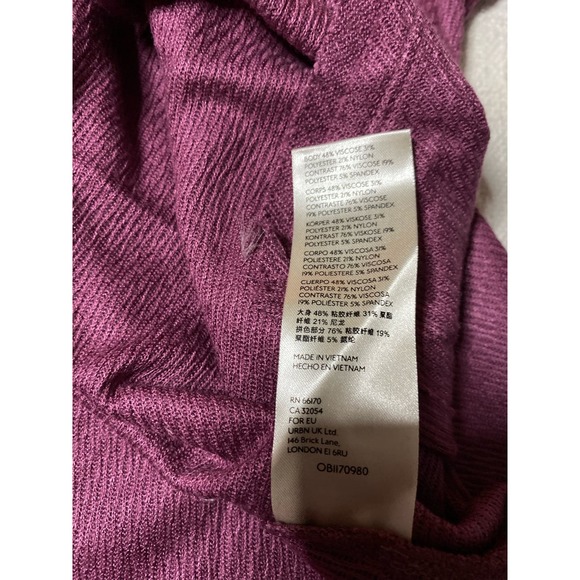 BODY 48% VISCOSE 31%
POLYESTER 21% NYLON
CONTRAST 76% VISCOSE 19%
POLYESTER 5% SPANDEX
CORPS 48% VISCOSE 31%
POLYESTER 21% NYLON
CONTRASTE 76% VISCOSE
19% POLYESTER 5% SPANDEX
KÖRPER 48% VISKOSE 31%
POLYESTER 21% NYLON
KONTRAST 76% VISKOSE 19%
POLYESTER 5% SPANDEX
CORPO 48% VISCOSA 31%
POLIESTERE 21% NYLON
CONTRASTO 76% VISCOSA
19% POLIESTERE 5% SPANDEX
CUERPO 48% VISCOSA 31%
POLIÉSTER 21% NYLON
CONTRASTE 76% VISCOSA
19% POLIÉSTER 5% SPANDEX
大身 48% 粘胶纤维 31% 聚酯
纤维 21% 尼龙
拼色部分 76% 粘胶纤维 19%
聚酯纤维 5% 氨纶
MADE IN VIETNAM
HECHO EN VIETNAM
RN 66170
CA 32054
FOR EU
URBN UK Ltd.
146 Brick Lane,
LONDON E1 6RU
OB1170980